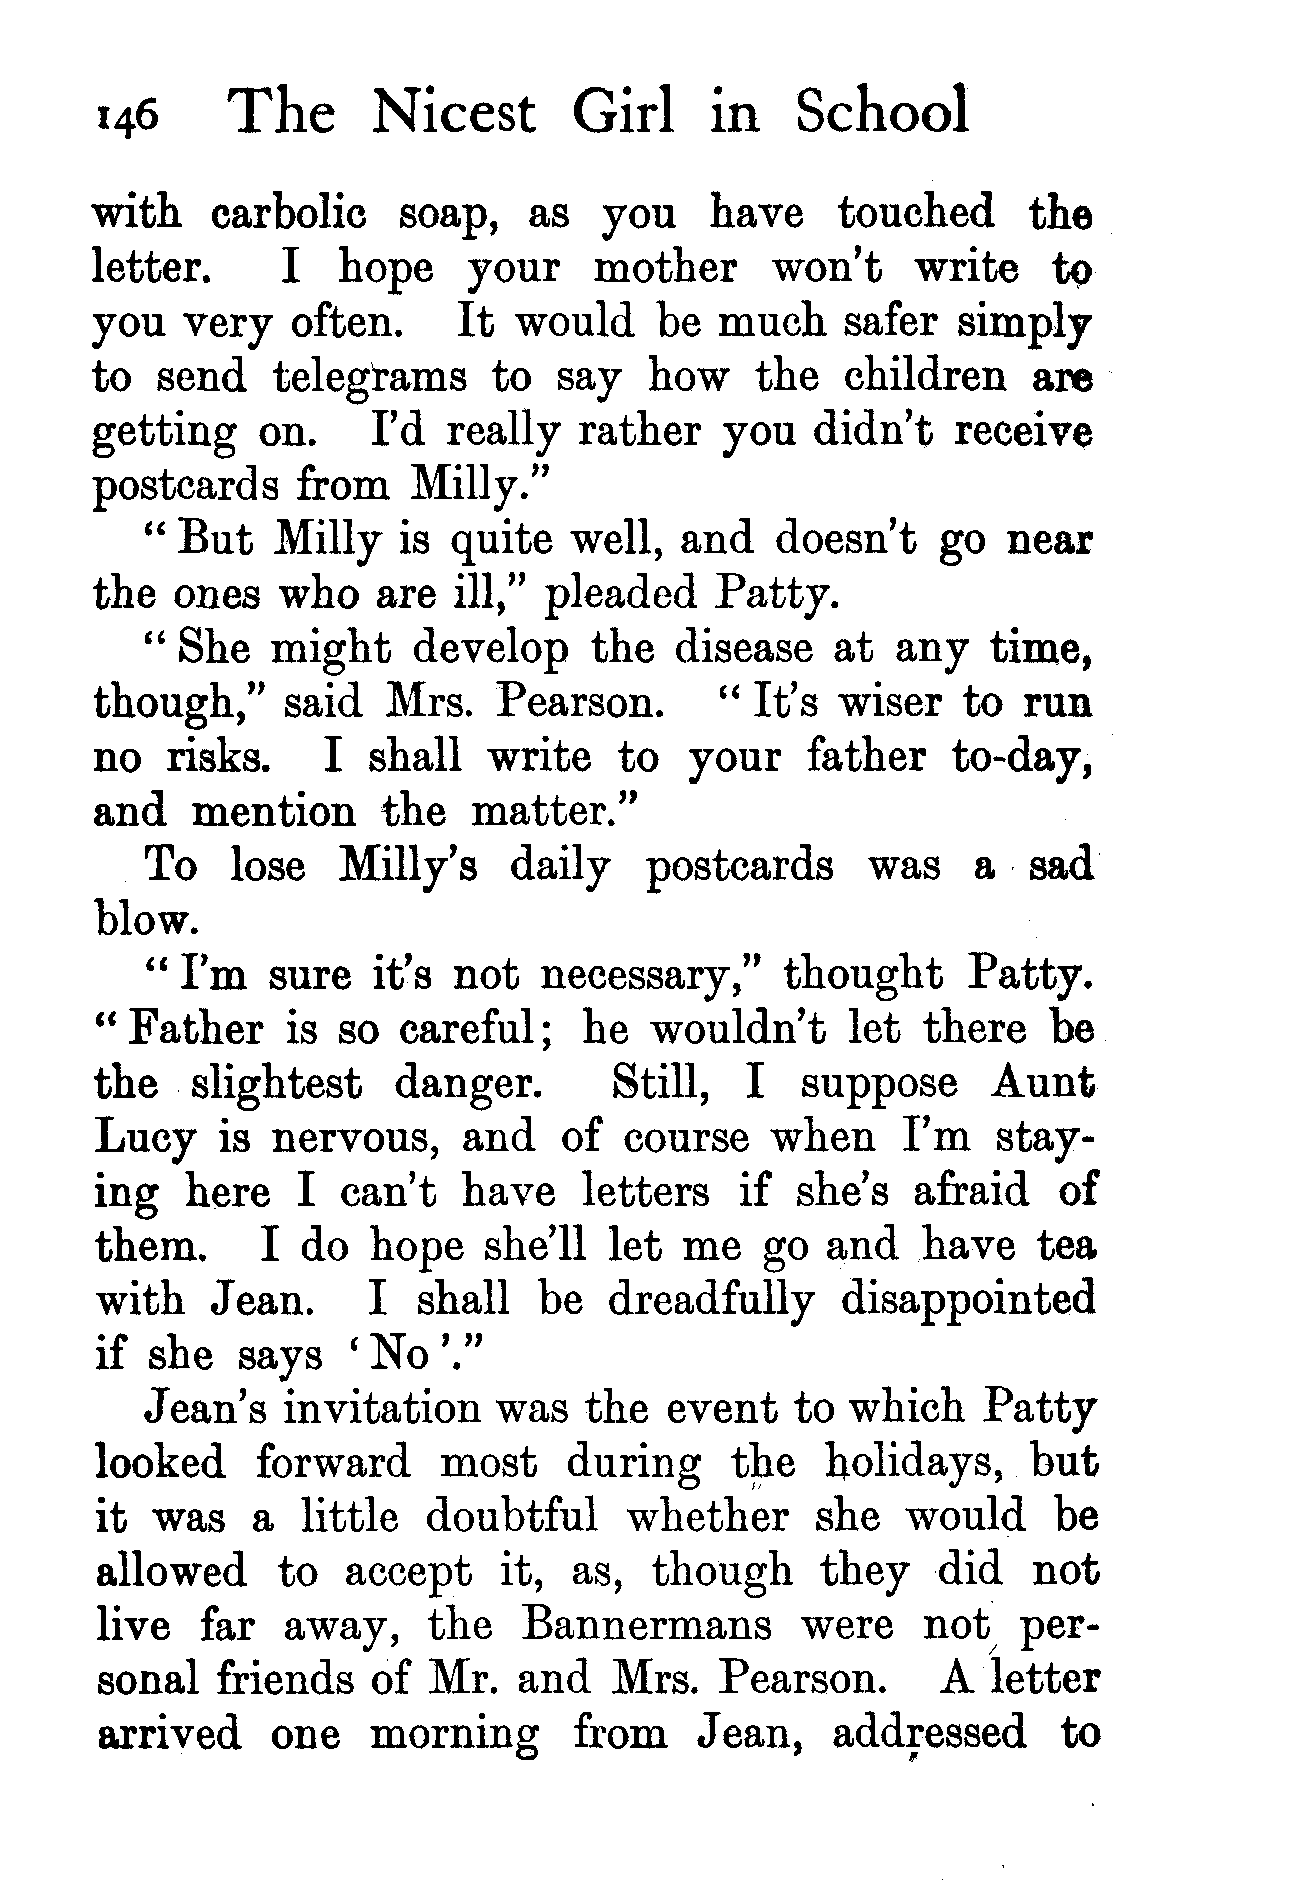 146 The Nicest Girl in School
with carbolic soap, as you have touched the
letter. I hope your mother won't write to
you very often. It would be much safer simply
to send telegrams to say how the children are
getting on. I'd really rather you didn't receive
postcards from Milly."
"But Milly is quite well, and doesn't go near
the ones who are ill," pleaded Patty.
"She might develop the disease at any time,
though," said Mrs. Pearson. "It's wiser to run
no risks. I shall write to your father to-day,
and mention the matter."
To lose Milly's daily postcards was a sad
blow.
"I'm sure it's not necessary," thought Patty.
"Father is so careful; he wouldn't let there be
the slightest danger. Still, I suppose Aunt
Lucy is nervous, and of course when I'm stay-
ing here I can't have letters if she's afraid of
them. I do hope she'll let me go and have tea
with Jean. I shall be dreadfully disappointed
if she says 'No'."
Jean's invitation was the event to which Patty
looked forward most during the holidays, but
it was a little doubtful whether she would be
allowed to accept it, as, though they did not
live far away, the Bannermans were not per-
sonal friends of Mr. and Mrs. Pearson. A letter
arrived one morning from Jean, addressed to